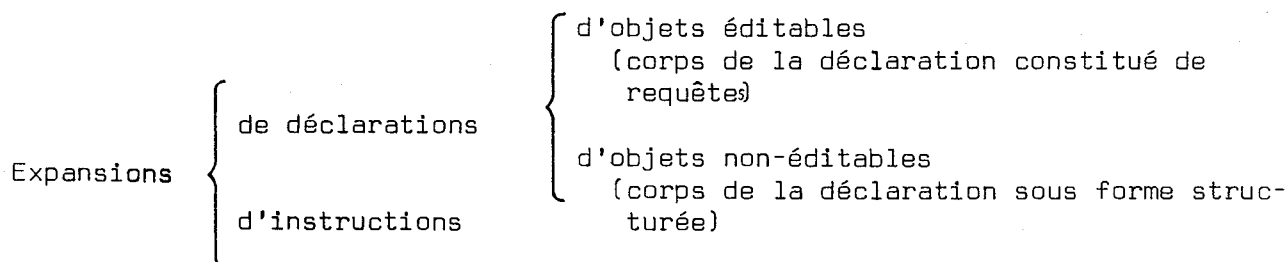 Expansions
de déclarations
d'objets éditables
(corps de la déclaration constitué de
requêtes)
d'objets non-éditables
(corps de la déclaration sous forme struc-
turée)
d'instructions